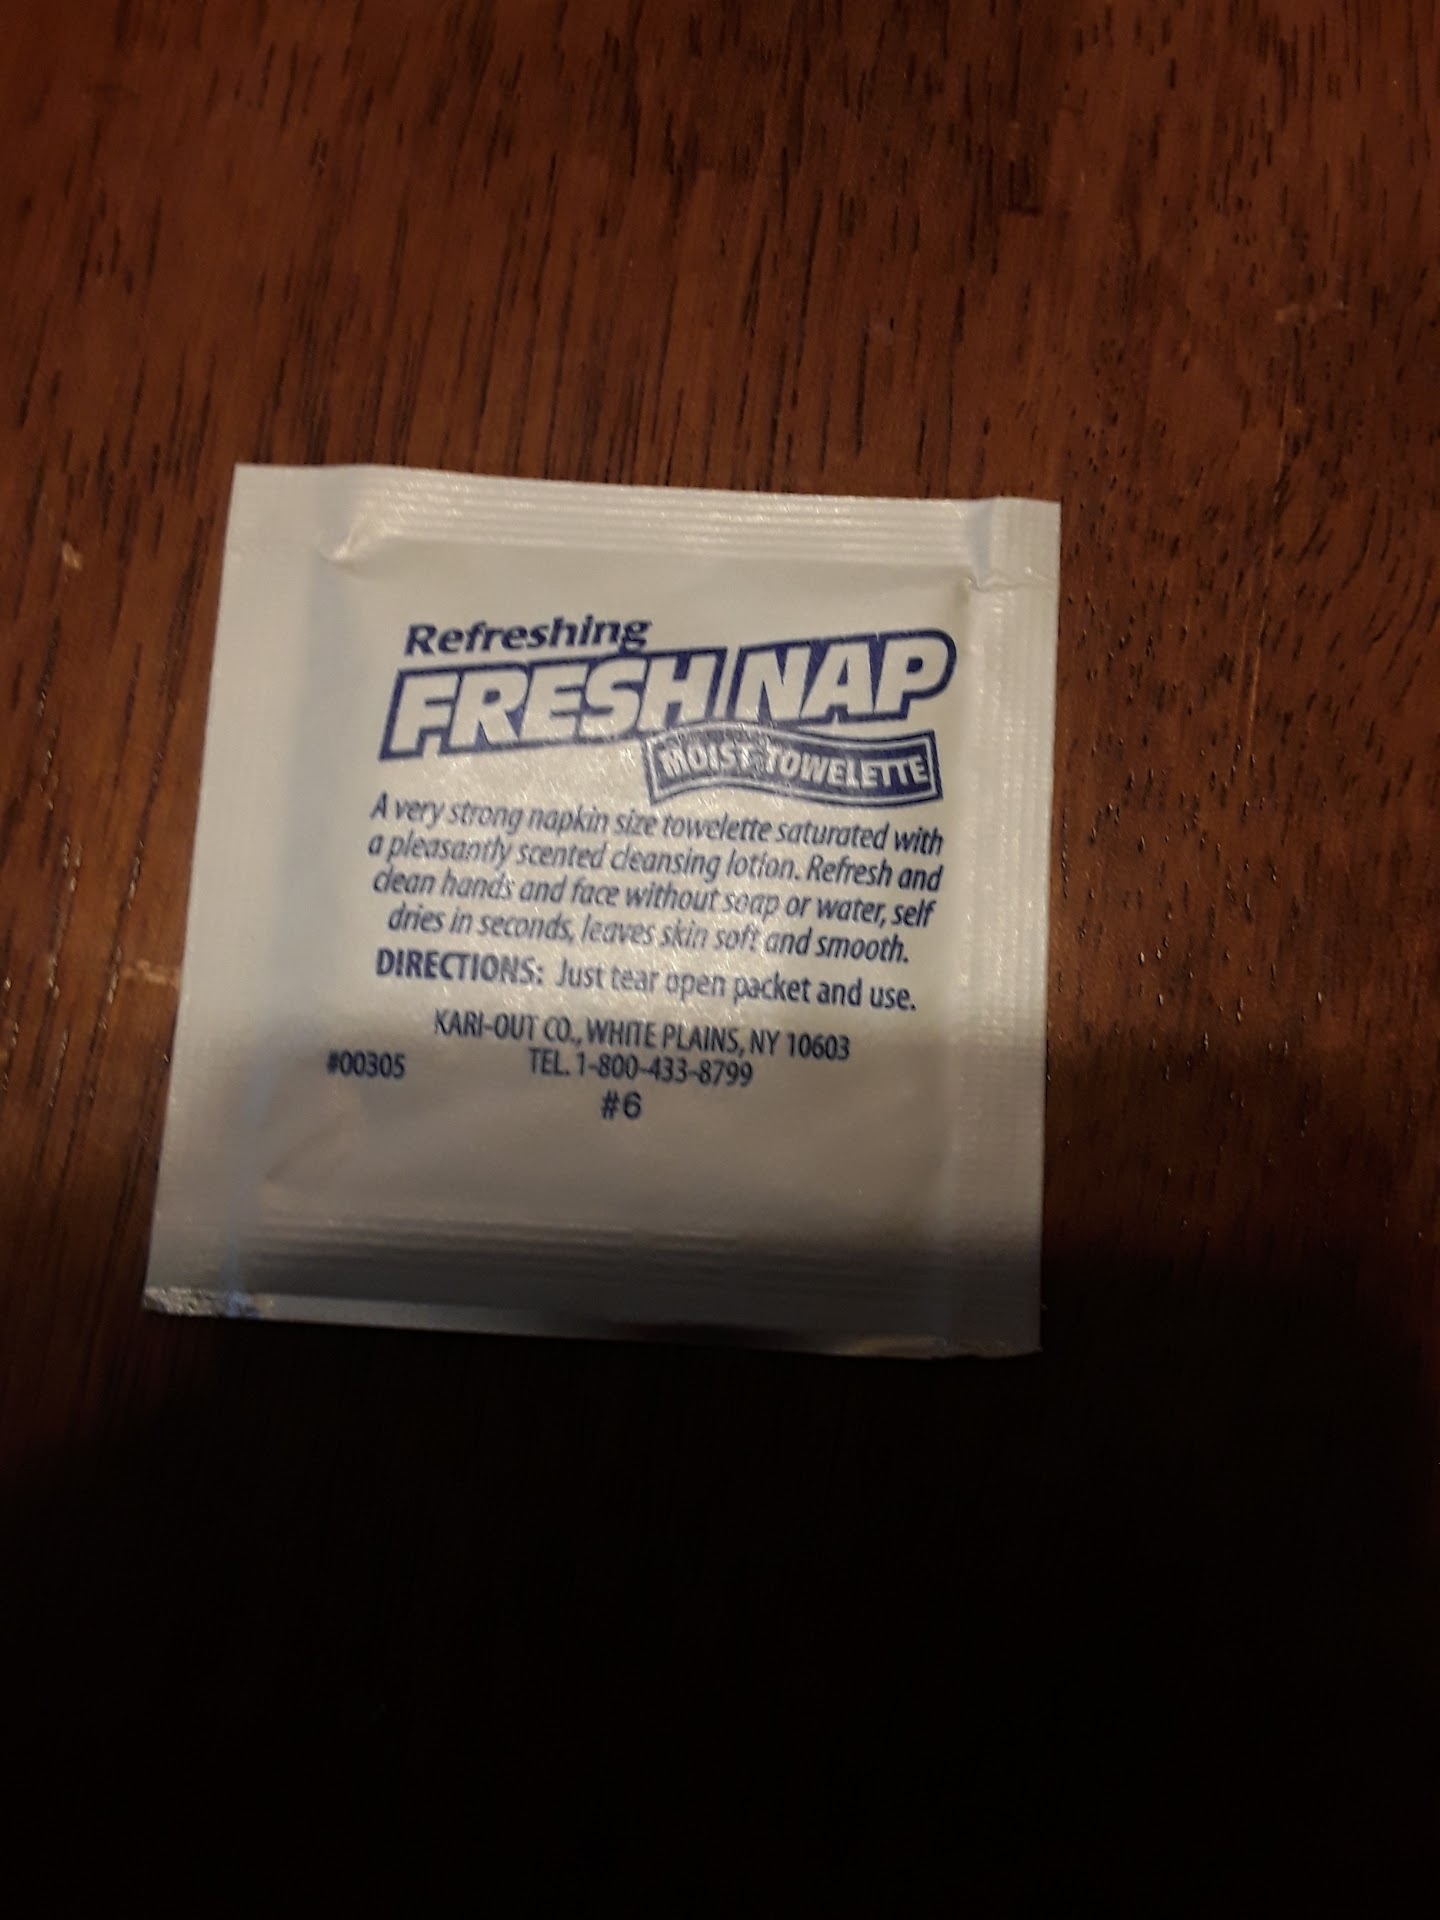 Refreshing
FRESH NAP
MOIST TOWELETTE
A very strong napkin size towelette saturated with
a pleasantly scented cleansing lotion. Refresh and
clean hands and face without soap or water, self
dries in seconds, leaves skin soft and smooth.
DIRECTIONS: Just tear open packet and use.
KARI-OUT CO., WHITE PLAINS, NY 10603
#00305 TEL. 1-800-433-8799
#6